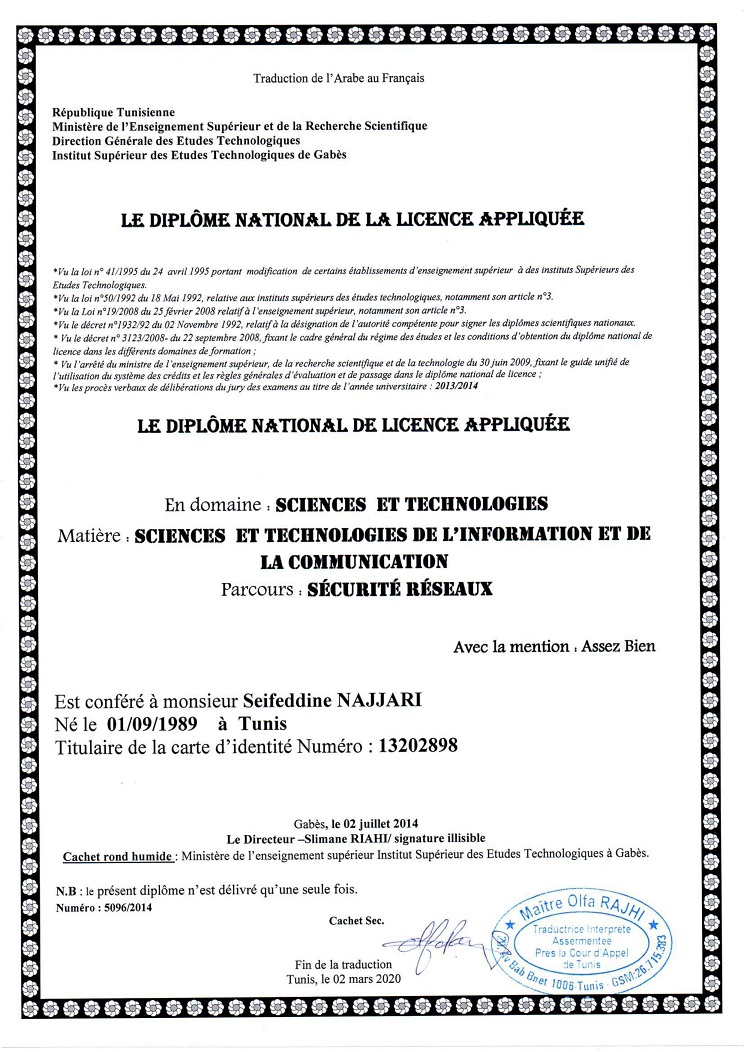 Traduction de l'Arabe au Français
République Tunisienne
Ministère de l'Enseignement Supérieur et de la Recherche Scientifique
Direction Générale des Etudes Technologiques
Institut Supérieur des Etudes Technologiques de Gabès
LE DIPLÔME NATIONAL DE LA LICENCE APPLIQUÉE
*Vu la loi n° 41/1995 du 24 avril 1995 portant modification de certains établissements d'enseignement supérieur à des instituts Supérieurs des
Etudes Technologiques.
*Vu la loi n°50/1992 du 18 Mai 1992, relative aux instituts supérieurs des études technologiques, notamment son article n°3.
*Vu la Loi n°19/2008 du 25 février 2008 relatif à l'enseignement supérieur, notamment son article n°3.
*Vu le décret n°1932/92 du 02 Novembre 1992, relatif à la désignation de l'autorité compétente pour signer les diplômes scientifiques nationaux.
* Vu le décret n° 3123/2008- du 22 septembre 2008, fixant le cadre général du régime des études et les conditions d'obtention du diplôme national de
licence dans les différents domaines de formation ;
* Vu l'arrêté du ministre de l'enseignement supérieur, de la recherche scientifique et de la technologie du 30 juin 2009, fixant le guide unifié de
l'utilisation du système des crédits et les règles générales d'évaluation et de passage dans le diplôme national de licence ;
*Vu les procès verbaux de délibérations du jury des examens au titre de l'année universitaire : 2013/2014
LE DIPLÔME NATIONAL DE LICENCE APPLIQUÉE
En domaine : SCIENCES ET TECHNOLOGIES
Matière : SCIENCES ET TECHNOLOGIES DE L'INFORMATION ET DE
LA COMMUNICATION
Parcours : SÉCURITÉ RÉSEAUX
Avec la mention : Assez Bien
Est conféré à monsieur Seifeddine NAJJARI
Né le 01/09/1989 à Tunis
Titulaire de la carte d'identité Numéro : 13202898
Gabès, le 02 juillet 2014
Le Directeur –Slimane RIAHI/ signature illisible
Cachet rond humide : Ministère de l'enseignement supérieur Institut Supérieur des Etudes Technologiques à Gabès.
N.B : le présent diplôme n'est délivré qu'une seule fois.
Numéro : 5096/2014
Cachet Sec.
Fin de la traduction
Tunis, le 02 mars 2020
Maître Olfa RAJHI
Traductrice Interprete
Assermentée
Pres la Cour d'Appel
de Tunis
Bab Bnet 1006 Tunis - GSM:26.715.383